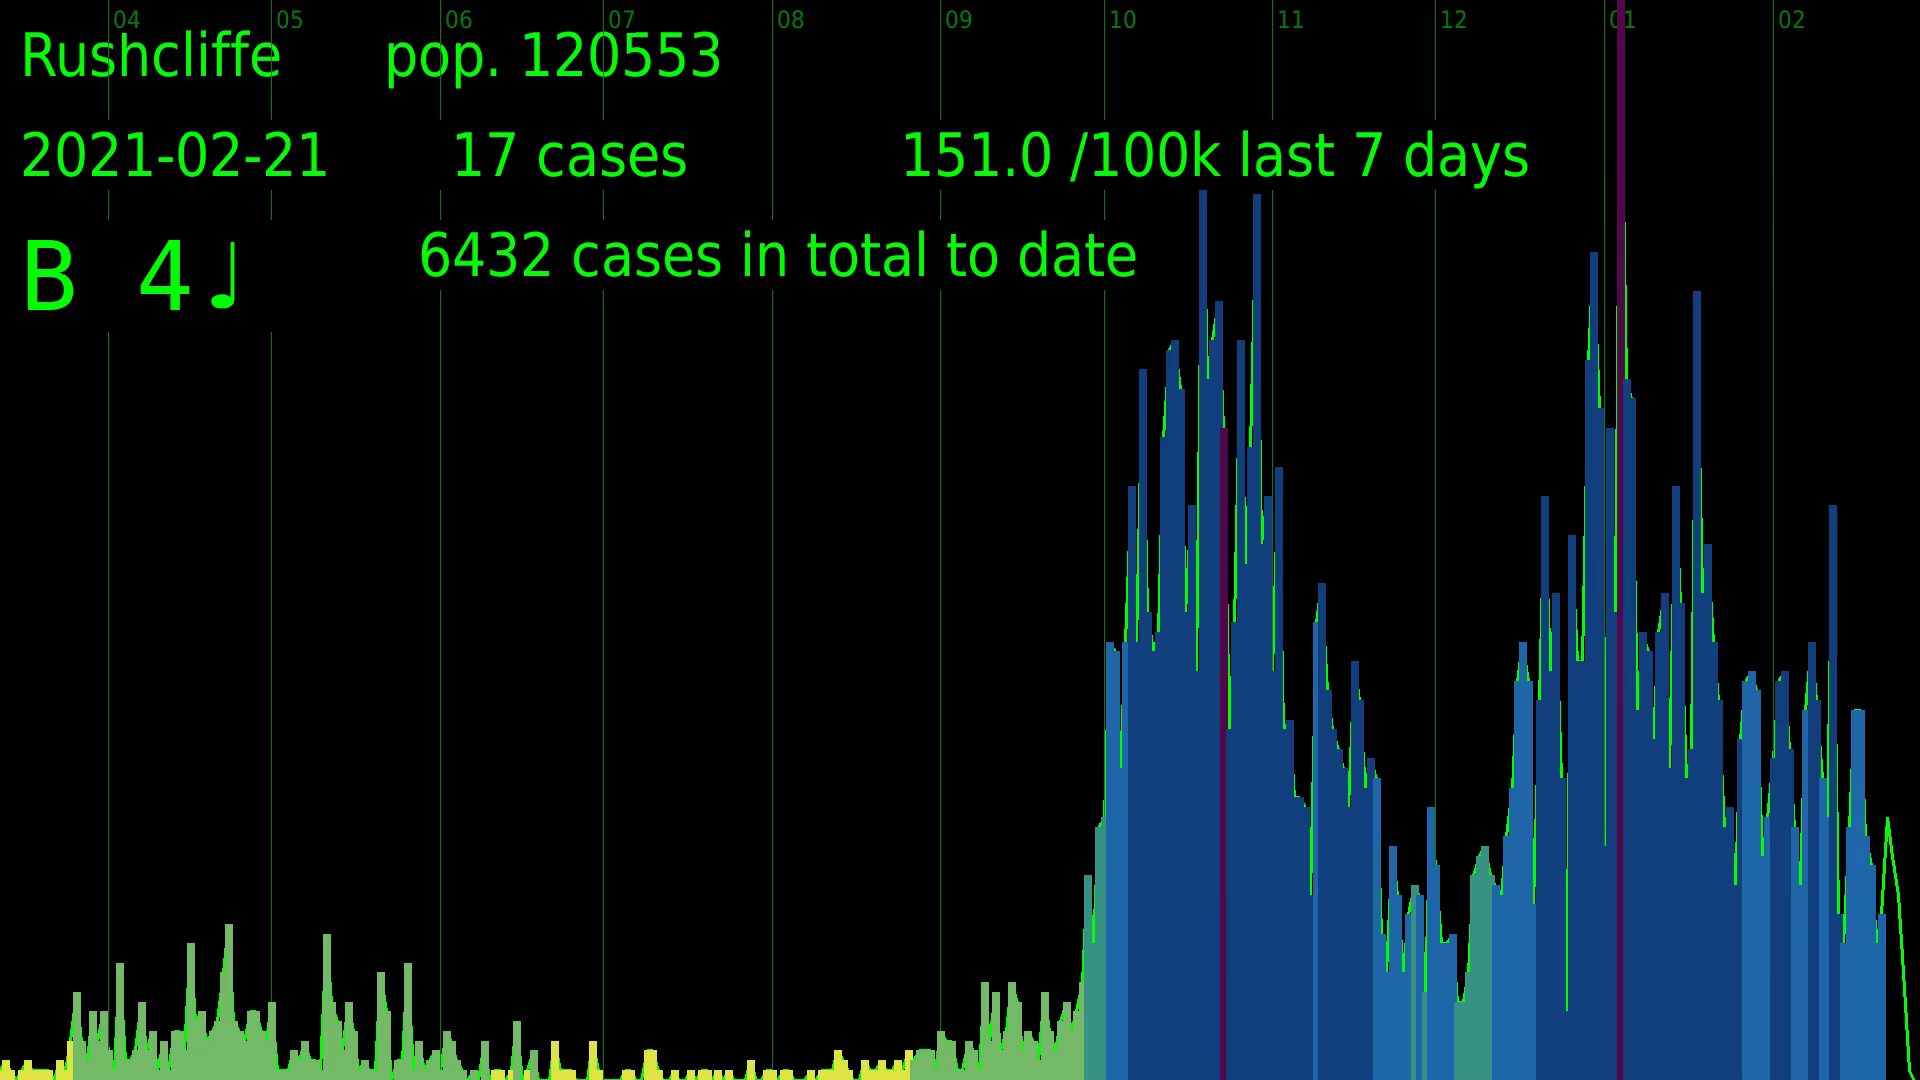 04 05 06 07 08 09 10 11 12 01 02
Rushcliffe pop. 120553
2021-02-21 17 cases 151.0 /100k last 7 days
B 4♩ 6432 cases in total to date